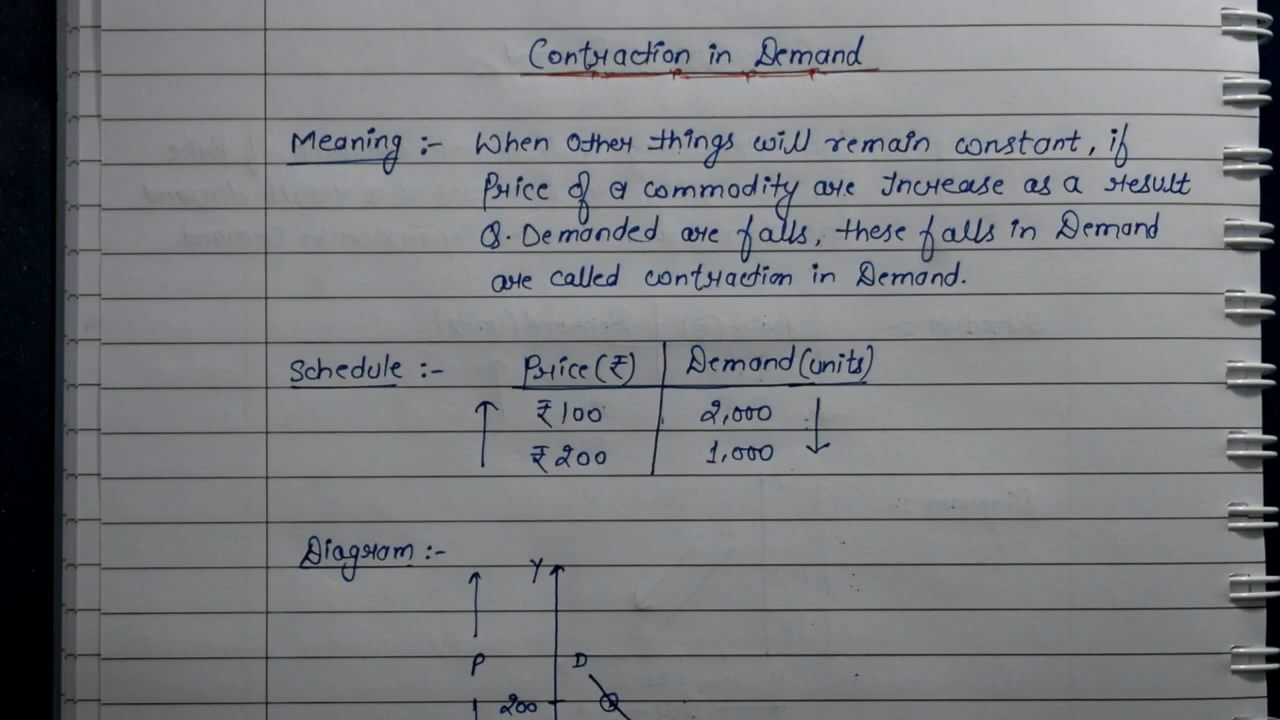 Contraction in Demand
Meaning :- When other things will remain constant, if
Price of a commodity are Increase as a result
Q. Demanded are falls, these falls in Demand
are called contraction in Demand.
Schedule :- Price (₹) Demand (units)
₹100 2,000
₹200 1,000
Diagram :-
Y
P D
200